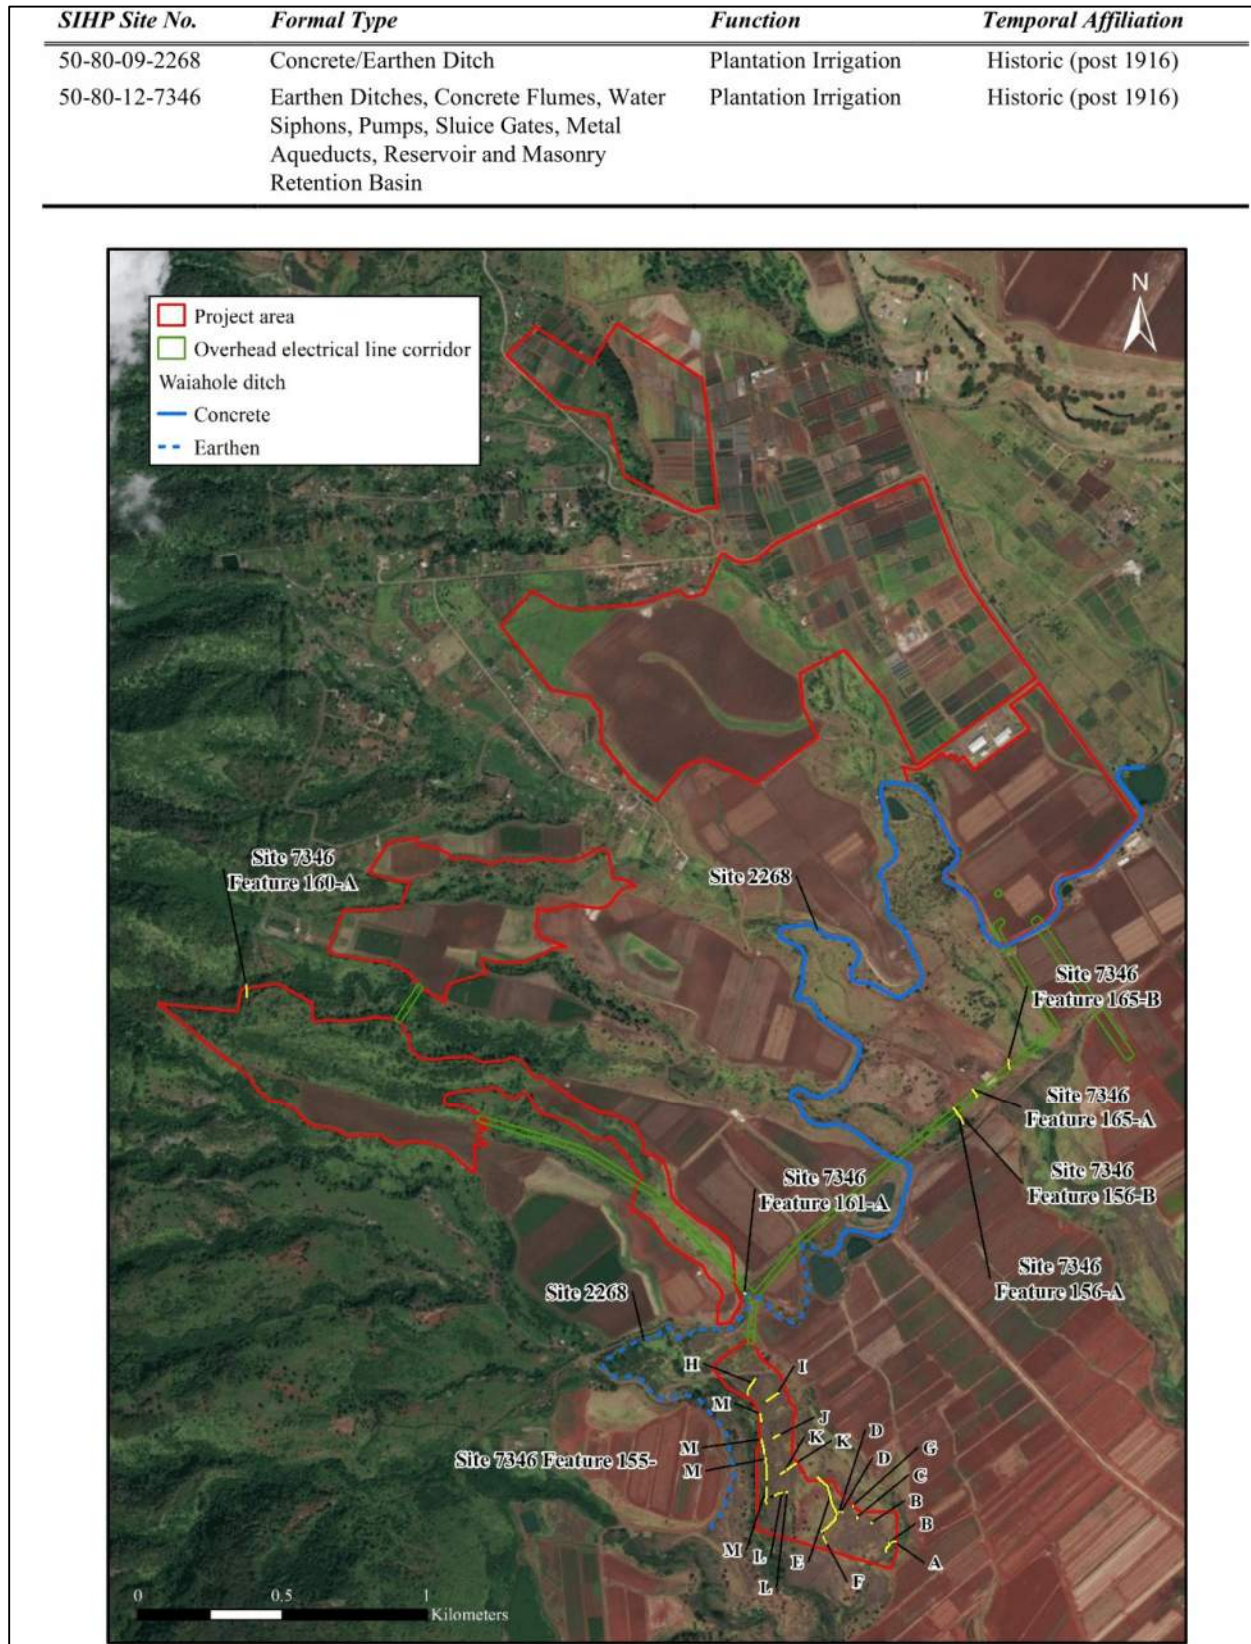 SIHP Site No. Formal Type Function Temporal Affiliation
50-80-09-2268 Concrete/Earthen Ditch Plantation Irrigation Historic (post 1916)
50-80-12-7346 Earthen Ditches, Concrete Flumes, Water Plantation Irrigation Historic (post 1916)
Siphons, Pumps, Sluice Gates, Metal
Aqueducts, Reservoir and Masonry
Retention Basin
N
Project area
Overhead electrical line corridor
Waiahole ditch
Concrete
Earthen
Site 7346
Feature 160-A
Site 2268
Site 7346
Feature 165-B
Site 7346
Feature 165-A
Site 7346
Feature 161-A
Site 7346
Feature 156-B
Site 7346
Feature 156-A
Site 2268
H
I
M
J
D
K
K
G
M
D
Site 7346 Feature 155-
M
C
B
B
M
L
E
F
A
L
0 0.5 1
Kilometers